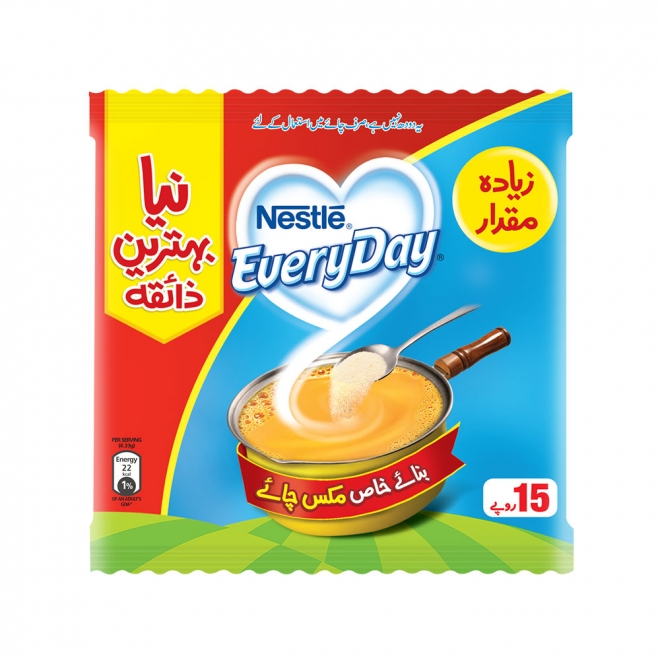 یہ دودھ نہیں ہے، صرف چائے میں استعمال کے لئے
نیا
بہترین
ذائقہ
Nestlé®
EveryDay®
زیادہ
مقدار
بنائے خاص مکس چائے
PER SERVING
Energy
22
kcal
1%
OF AN ADULT'S
15 روپے